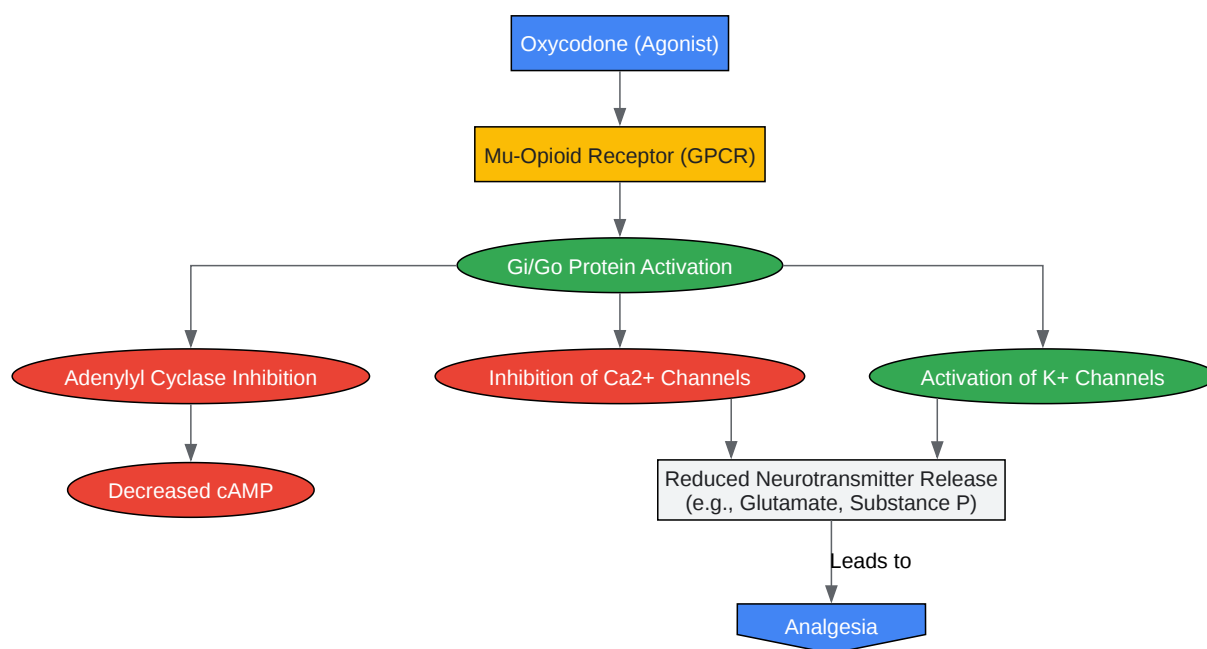 Oxycodone (Agonist)
Mu-Opioid Receptor (GPCR)
Gi/Go Protein Activation
Adenylyl Cyclase Inhibition
Inhibition of Ca2+ Channels
Activation of K+ Channels
Decreased cAMP
Reduced Neurotransmitter Release
(e.g., Glutamate, Substance P)
Leads to
Analgesia